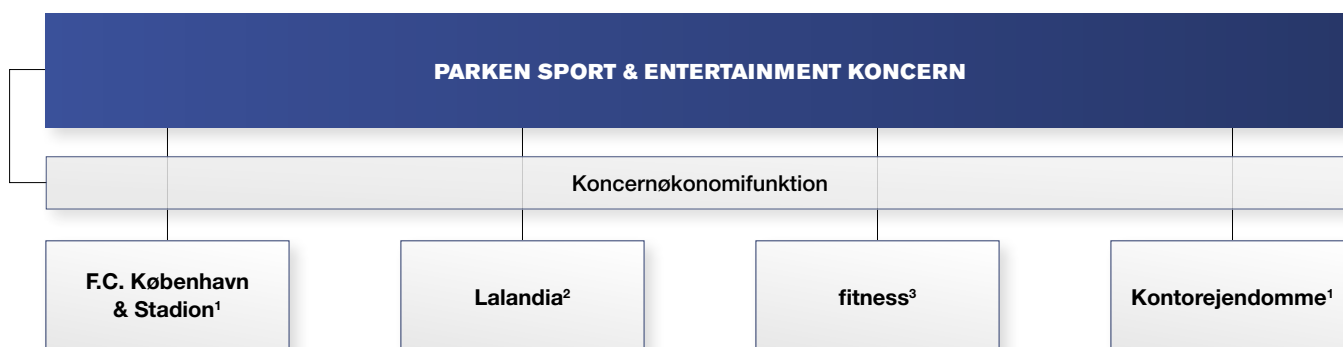 PARKEN SPORT & ENTERTAINMENT KONCERN
Koncernøkonomifunktion
F.C. København
& Stadion¹
Lalandia²
fitness³
Kontorejendomme¹